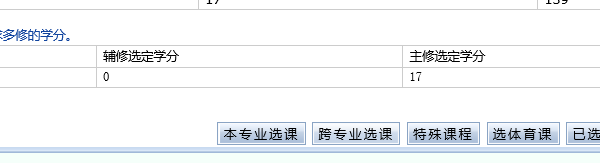 17 139
多修的学分。
辅修选定学分 主修选定学分
0 17
本专业选课 跨专业选课 特殊课程 选体育课 已选